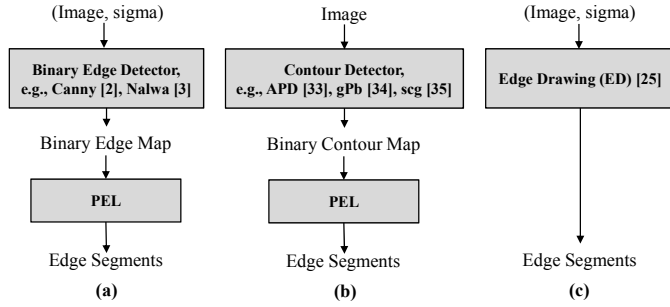 (Image, sigma)
Binary Edge Detector,
e.g., Canny [2], Nalwa [3]
Binary Edge Map
PEL
Edge Segments
(a)
Image
Contour Detector,
e.g., APD [33], gPb [34], scg [35]
Binary Contour Map
PEL
Edge Segments
(b)
(Image, sigma)
Edge Drawing (ED) [25]
Edge Segments
(c)